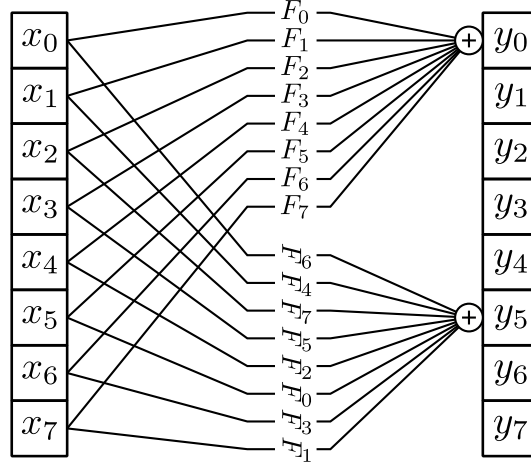 x₀
x₁
x₂
x₃
x₄
x₅
x₆
x₇
F₀
F₁
F₂
F₃
F₄
F₅
F₆
F₇
F₆
F₄
F₇
F₅
F₂
F₀
F₃
F₁
+
+
y₀
y₁
y₂
y₃
y₄
y₅
y₆
y₇